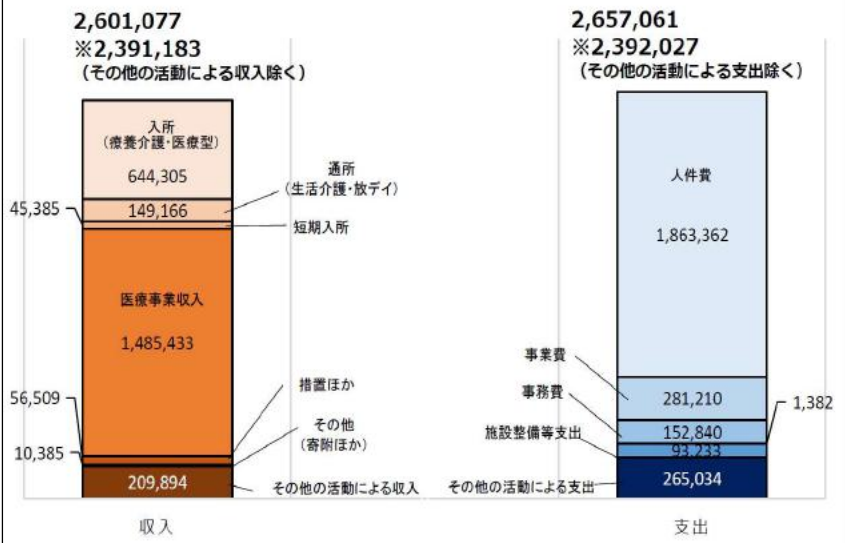 2,601,077
※2,391,183
（その他の活動による収入除く）
入所
（療養介護・医療型）
644,305
通所
（生活介護・放デイ）
45,385
149,166
短期入所
医療事業収入
1,485,433
措置ほか
56,509
その他
（寄附ほか）
10,385
209,894
その他の活動による収入
収入
2,657,061
※2,392,027
（その他の活動による支出除く）
人件費
1,863,362
事業費
281,210
事務費
1,382
152,840
施設整備等支出
93,233
その他の活動による支出
265,034
支出